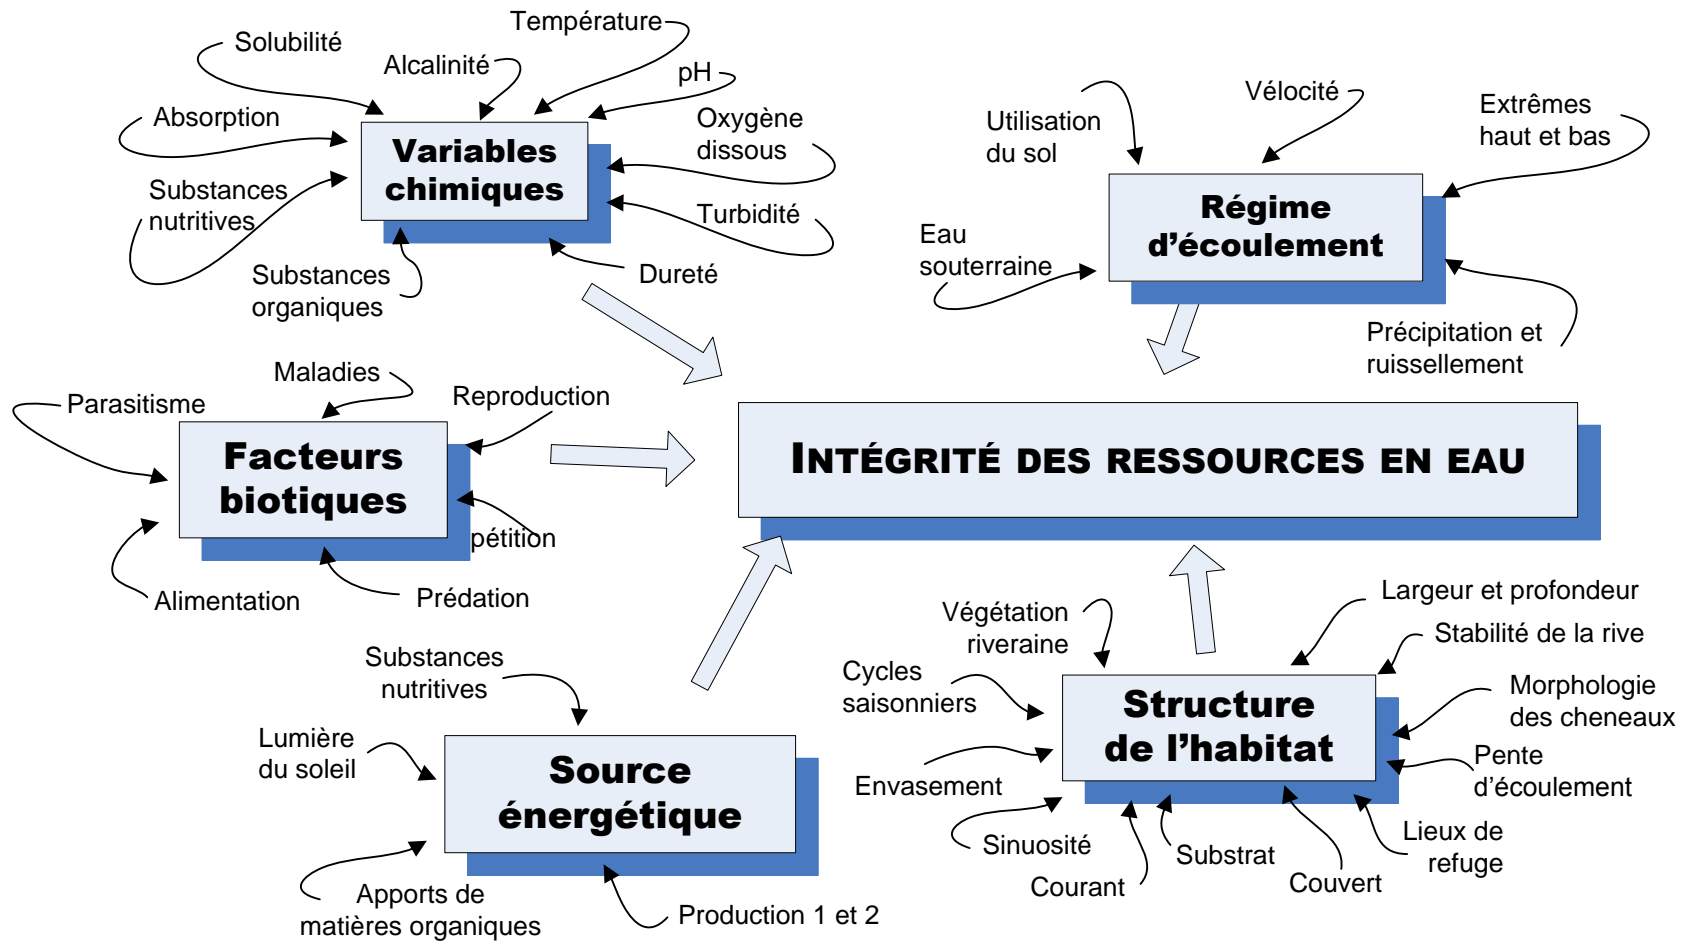 Température
Solubilité
Alcalinité
pH
Absorption
Oxygène
dissous
Variables
chimiques
Substances
nutritives
Turbidité
Substances
organiques
Dureté
Vélocité
Extrêmes
haut et bas
Utilisation
du sol
Régime
d'écoulement
Eau
souterraine
Précipitation et
ruissellement
Maladies
Parasitisme
Reproduction
Facteurs
biotiques
pétition
Alimentation
Prédation
INTÉGRITÉ DES RESSOURCES EN EAU
Substances
nutritives
Lumière
du soleil
Source
énergétique
Apports de
matières organiques
Production 1 et 2
Végétation
riveraine
Largeur et profondeur
Stabilité de la rive
Cycles
saisonniers
Structure
de l'habitat
Morphologie
des cheneaux
Envasement
Pente
d'écoulement
Sinuosité
Courant
Substrat
Couvert
Lieux de
refuge